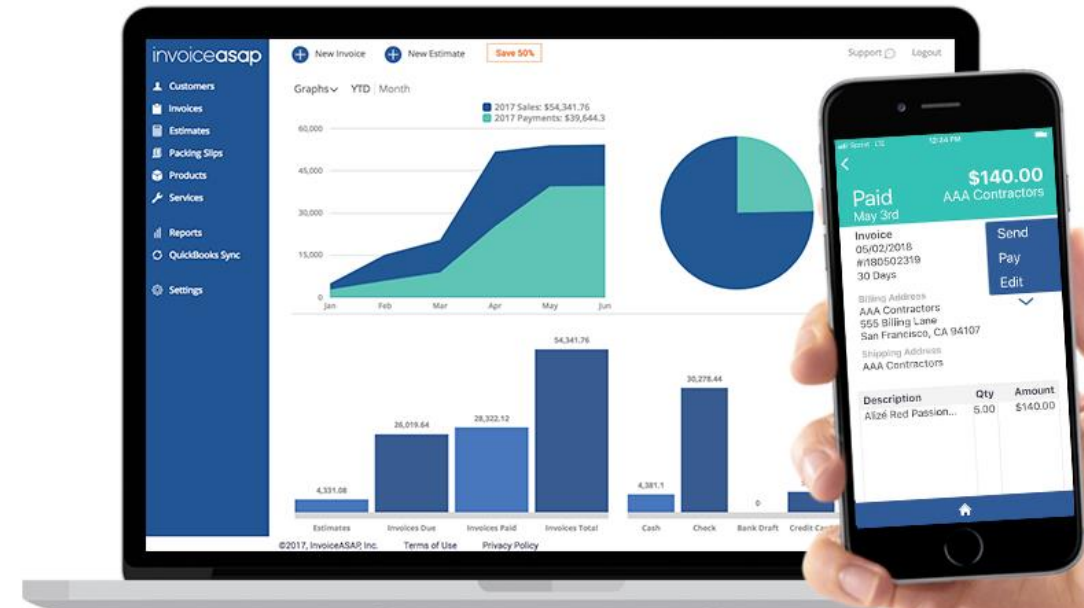 invoiceasap
New Invoice
New Estimate
Save 50%
Support
Logout
Customers
Invoices
Estimates
Packing Slips
Products
Services
Reports
QuickBooks Sync
Settings
Graphs
YTD | Month
2017 Sales: $54,341.76
2017 Payments: $39,644.3
60,000
45,000
30,000
15,000
0
Jan Feb Mar Apr May Jun
4,331.08
26,019.64
28,322.12
54,341.76
Estimates Invoices Due Invoices Paid Invoices Total
4,381.1
30,278.44
0
Cash Check Bank Draft
©2017, InvoiceASAP, Inc. Terms of Use Privacy Policy
Sprint LTE
12:34 PM
$140.00
Paid
AAA Contractors
May 3rd
Invoice
05/02/2018
#i180502319
30 Days
Send
Pay
Edit
Billing Address
AAA Contractors
555 Billing Lane
San Francisco, CA 94107
Shipping Address
AAA Contractors
Description Qty Amount
Alizé Red Passion... 5.00 $140.00